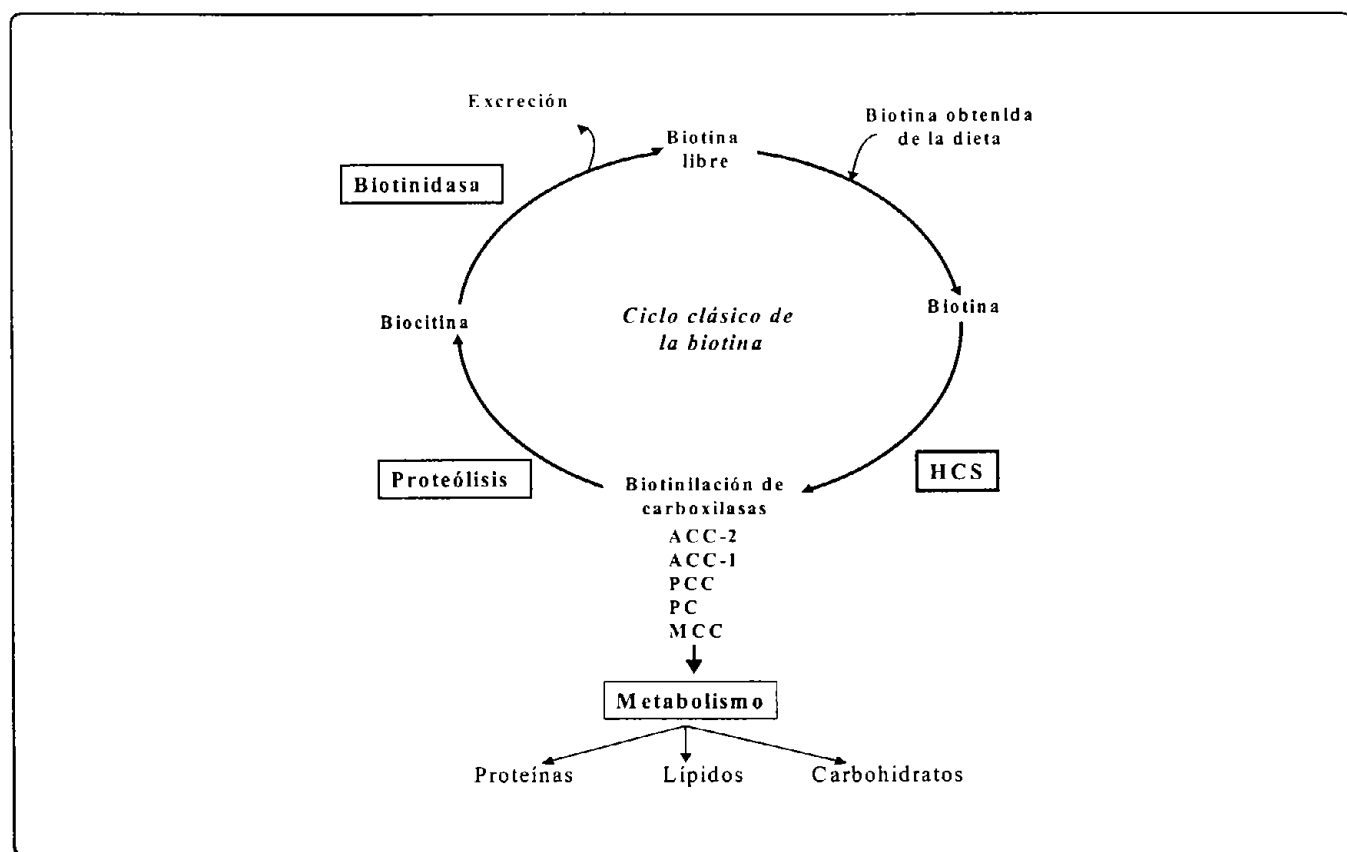 Excreción
Biotina obtenida
de la dieta
Biotina
libre
Biotinidasa
Biocitina
Ciclo clásico de
la biotina
Biotina
Proteólisis
HCS
Biotinilación de
carboxilasas
ACC-2
ACC-1
PCC
PC
MCC
Metabolismo
Proteínas
Lípidos
Carbohidratos